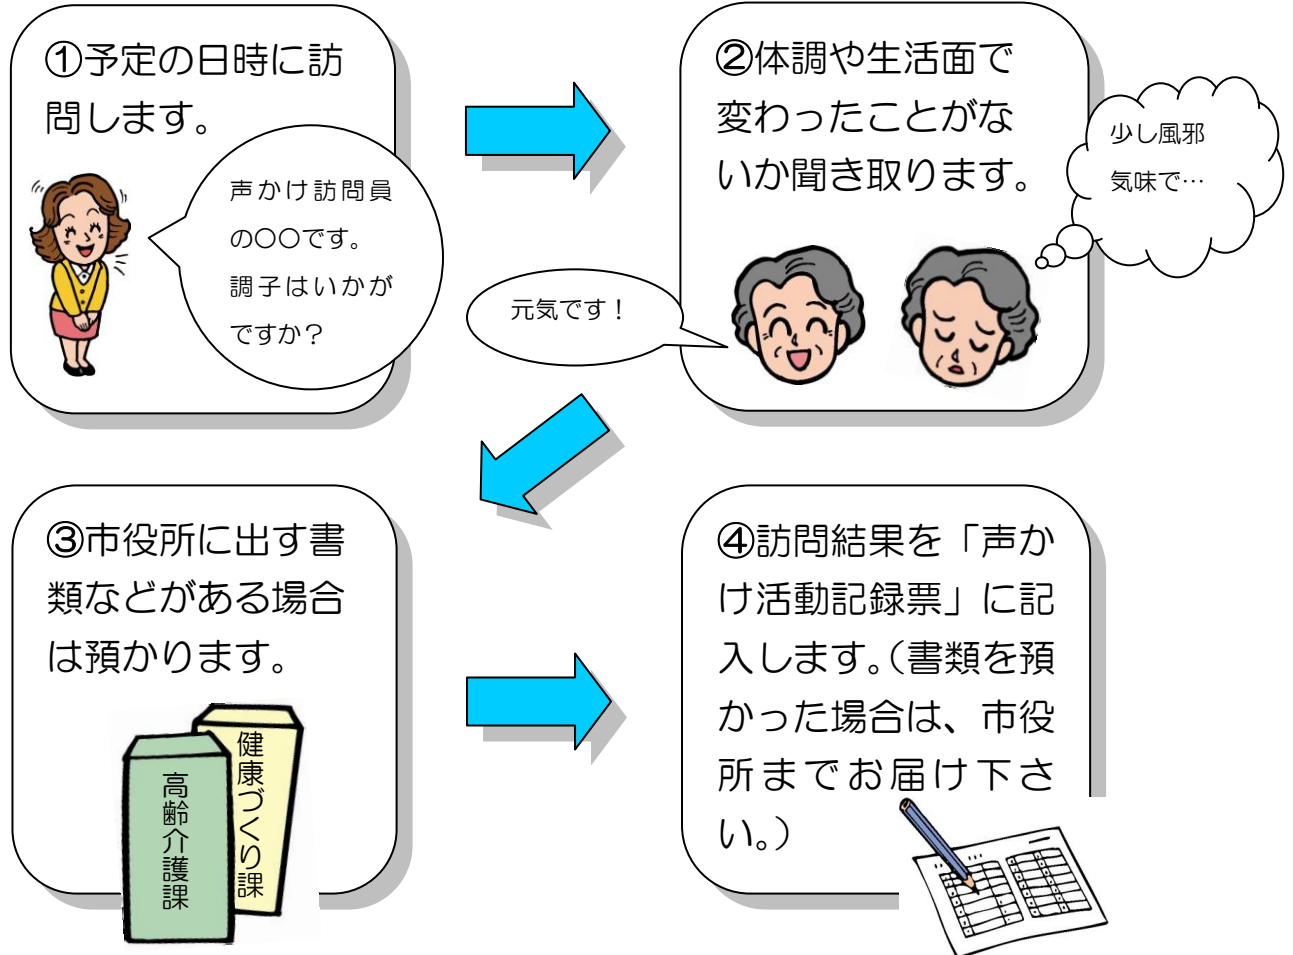 ①予定の日時に訪
問します。
声かけ訪問員
の〇〇です。
調子はいかが
ですか？
②体調や生活面で
変わったことがな
いか聞き取ります。
少し風邪
気味で…
元気です！
③市役所に出す書
類などがある場合
は預かります。
健康づくり課
高齢介護課
④訪問結果を「声か
け活動記録票」に記
入します。（書類を預
かった場合は、市役
所までお届け下さ
い。）